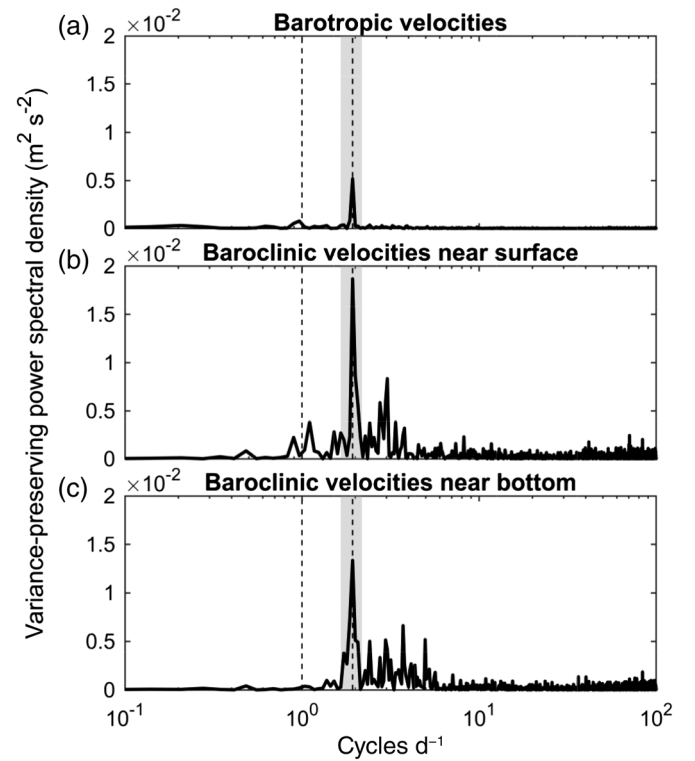 (a) ×10⁻² Barotropic velocities
2
1.5
1
0.5
0
(b) ×10⁻² Baroclinic velocities near surface
2
1.5
1
0.5
0
(c) ×10⁻² Baroclinic velocities near bottom
2
1.5
1
0.5
0
10⁻¹ 10⁰ 10¹ 10²
Cycles d⁻¹
Variance-preserving power spectral density (m² s⁻²)